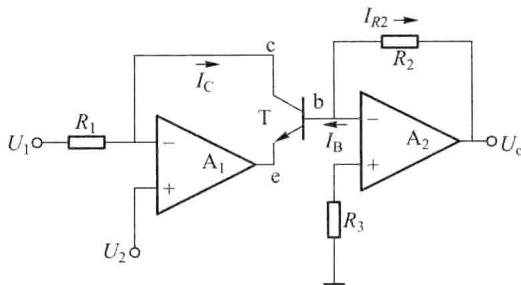 I_{R2}
c
R_2
I_C
b
R_1
T
U_1
−
−
I_B
A_1
A_2
U_o
+
e
+
R_3
U_2